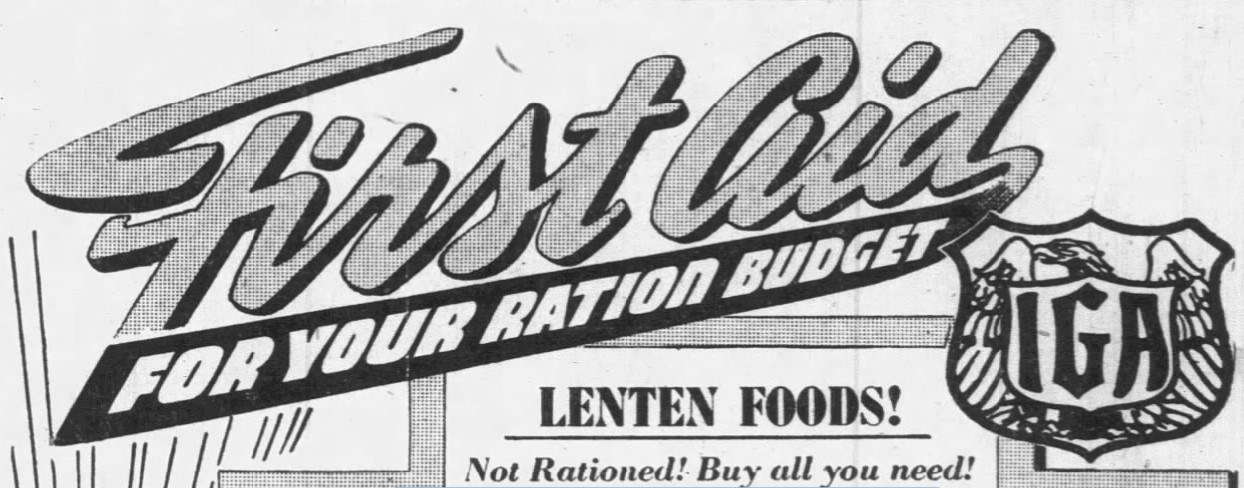 First Aid
FOR YOUR RATION BUDGET
IGA
LENTEN FOODS!
Not Rationed! Buy all you need!